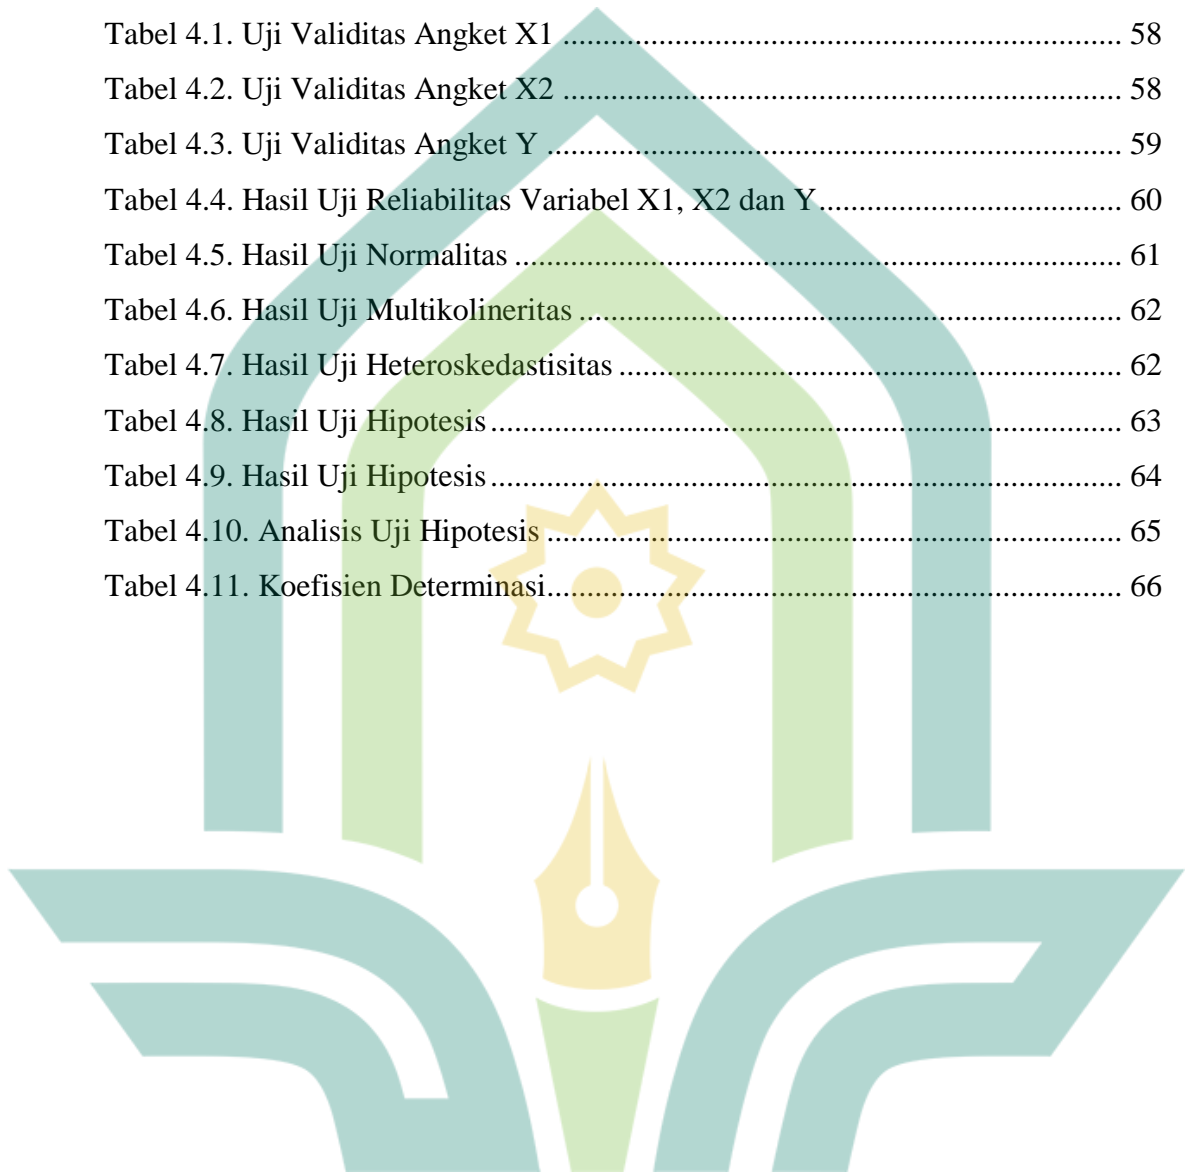 Tabel 4.1. Uji Validitas Angket X1 ........................................................................ 58
Tabel 4.2. Uji Validitas Angket X2 ........................................................................ 58
Tabel 4.3. Uji Validitas Angket Y .......................................................................... 59
Tabel 4.4. Hasil Uji Reliabilitas Variabel X1, X2 dan Y....................................... 60
Tabel 4.5. Hasil Uji Normalitas .............................................................................. 61
Tabel 4.6. Hasil Uji Multikolineritas ...................................................................... 62
Tabel 4.7. Hasil Uji Heteroskedastisitas ................................................................. 62
Tabel 4.8. Hasil Uji Hipotesis ................................................................................. 63
Tabel 4.9. Hasil Uji Hipotesis ................................................................................. 64
Tabel 4.10. Analisis Uji Hipotesis .......................................................................... 65
Tabel 4.11. Koefisien Determinasi.......................................................................... 66